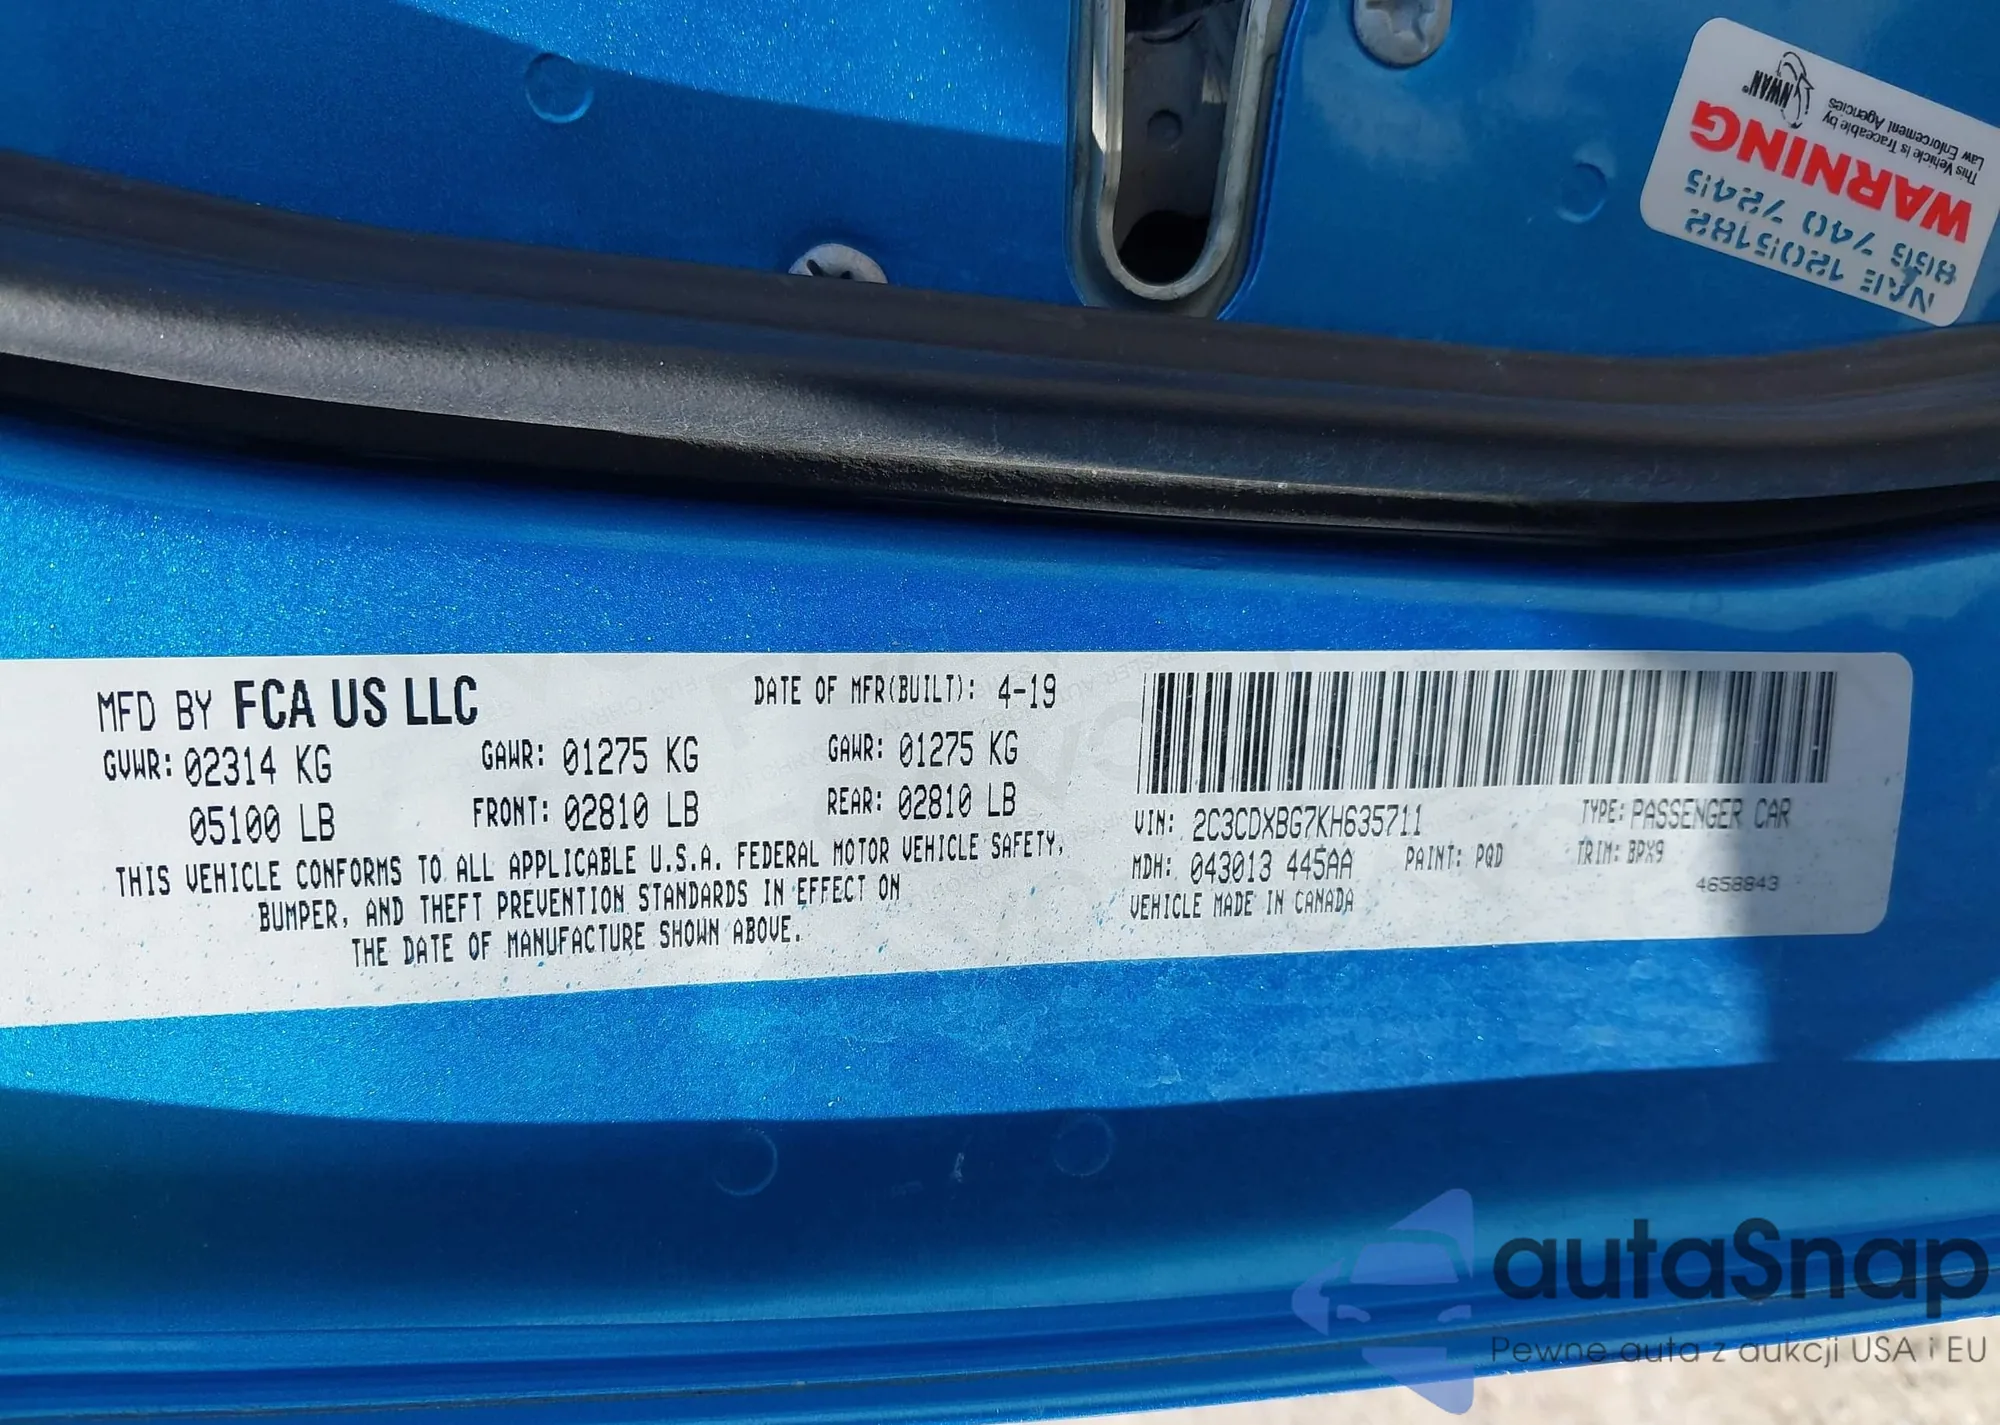 NWAN®
This Vehicle is Traceable by
Law Enforcement Agencies
WARNING
866 740 7245
NAE 1205182
MFD BY FCA US LLC
DATE OF MFR(BUILT): 4-19
GVWR: 02314 KG
GAWR: 01275 KG
GAWR: 01275 KG
05100 LB
FRONT: 02810 LB
REAR: 02810 LB
THIS VEHICLE CONFORMS TO ALL APPLICABLE U.S.A. FEDERAL MOTOR VEHICLE SAFETY,
BUMPER, AND THEFT PREVENTION STANDARDS IN EFFECT ON
THE DATE OF MANUFACTURE SHOWN ABOVE.
VIN: 2C3CDXBG7KH635711
TYPE: PASSENGER CAR
MDH: 043013 445AA
PAINT: PQD
TRIM: BPX9
VEHICLE MADE IN CANADA
4658843
autaSnap
Pewne auta z aukcji USA i EU